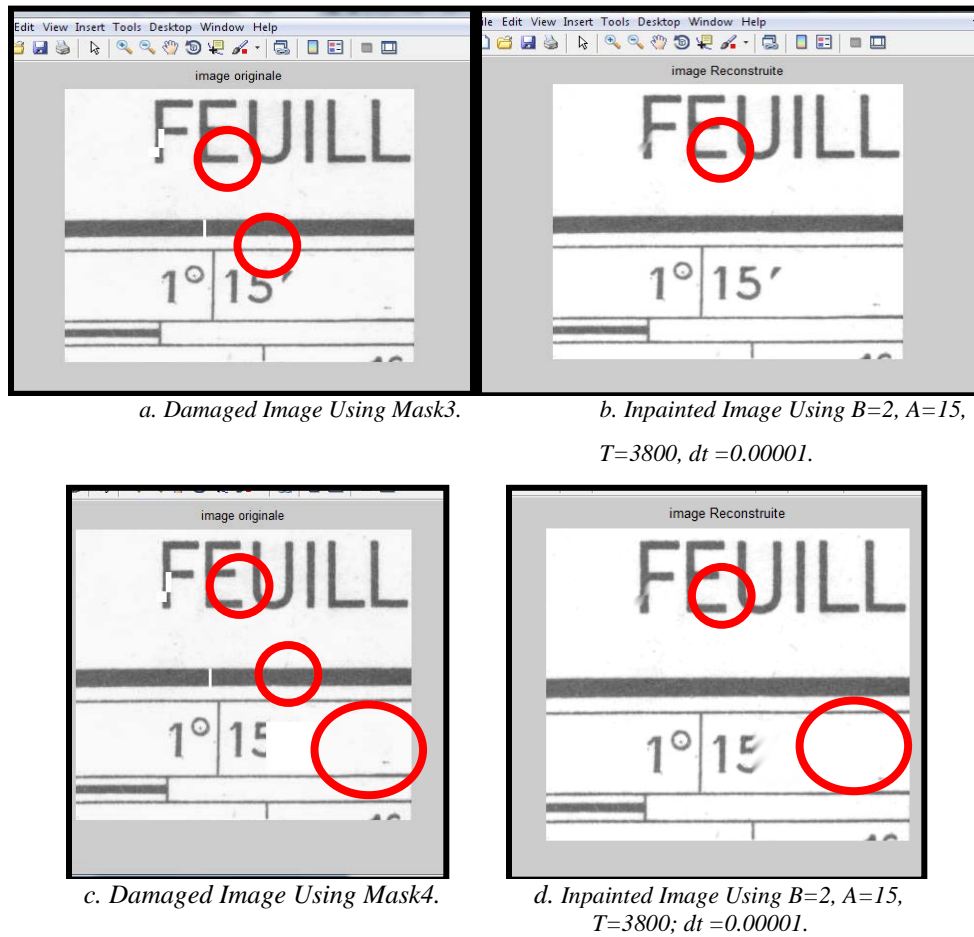 Edit View Insert Tools Desktop Window Help
Edit View Insert Tools Desktop Window Help
image originale
image Reconstruite
FEUILL
FEUILL
1° 15′
1° 15′
a. Damaged Image Using Mask3.
b. Inpainted Image Using B=2, A=15,
T=3800, dt =0.00001.
image originale
image Reconstruite
FEUILL
FEUILL
1° 15
1° 15
c. Damaged Image Using Mask4.
d. Inpainted Image Using B=2, A=15,
T=3800; dt =0.00001.